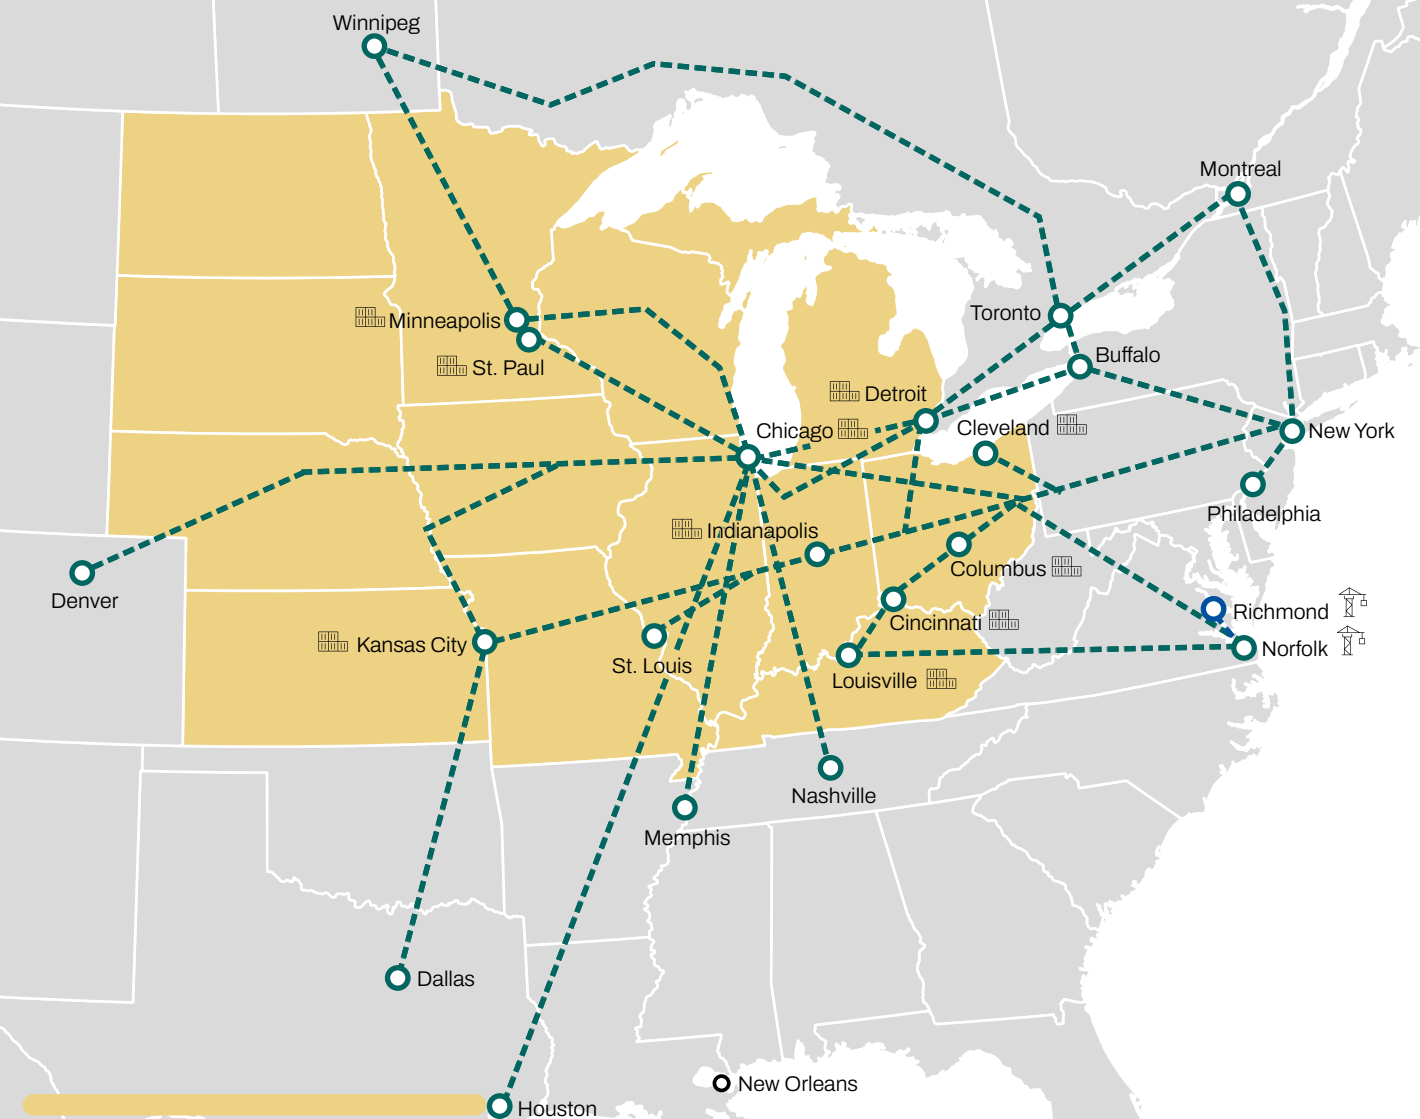 Winnipeg
Montreal
Toronto
Minneapolis
Buffalo
St. Paul
Detroit
Chicago
Cleveland
New York
Philadelphia
Indianapolis
Columbus
Denver
Richmond
Cincinnati
Kansas City
Norfolk
St. Louis
Louisville
Nashville
Memphis
Dallas
New Orleans
Houston